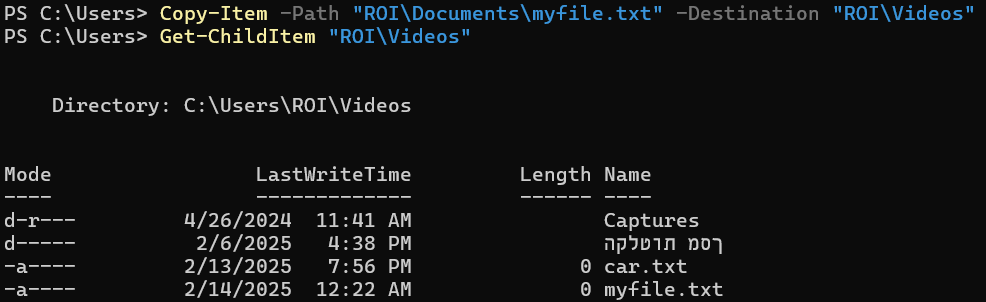 PS C:\Users> Copy-Item -Path "ROI\Documents\myfile.txt" -Destination "ROI\Videos"
PS C:\Users> Get-ChildItem "ROI\Videos"
Directory: C:\Users\ROI\Videos
Mode LastWriteTime Length Name
---- ------------- ------ ----
d-r--- 4/26/2024 11:41 AM Captures
d----- 2/6/2025 4:38 PM הקלטות מסך
-a---- 2/13/2025 7:56 PM 0 car.txt
-a---- 2/14/2025 12:22 AM 0 myfile.txt